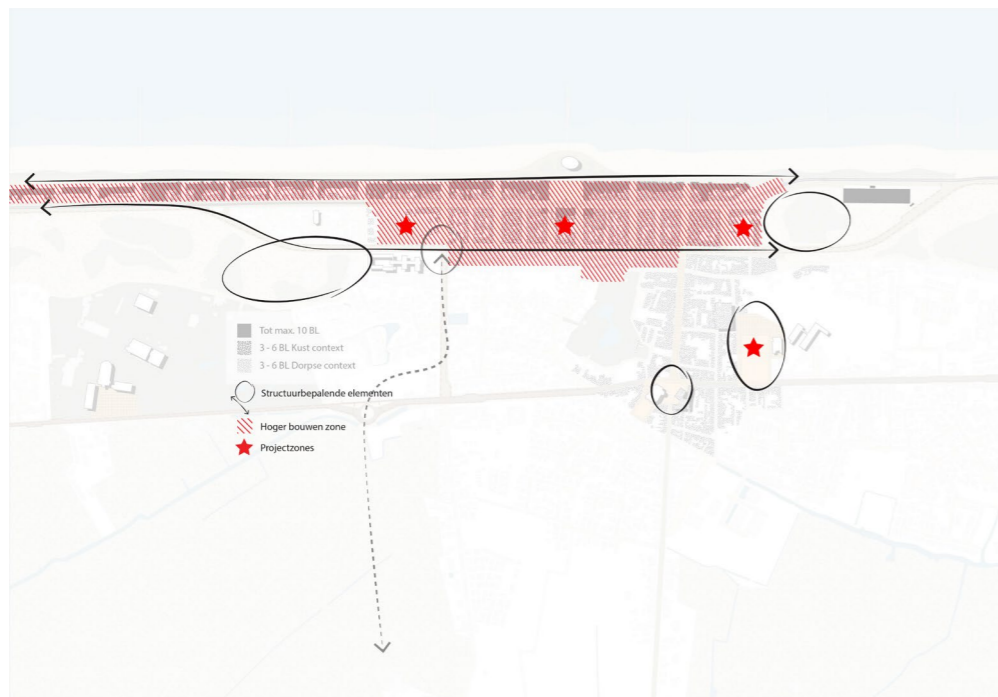 Tot max. 10 BL
3 - 6 BL Kust context
3 - 6 BL Dorpse context
Structuurbepalende elementen
Hoger bouwen zone
Projectzones